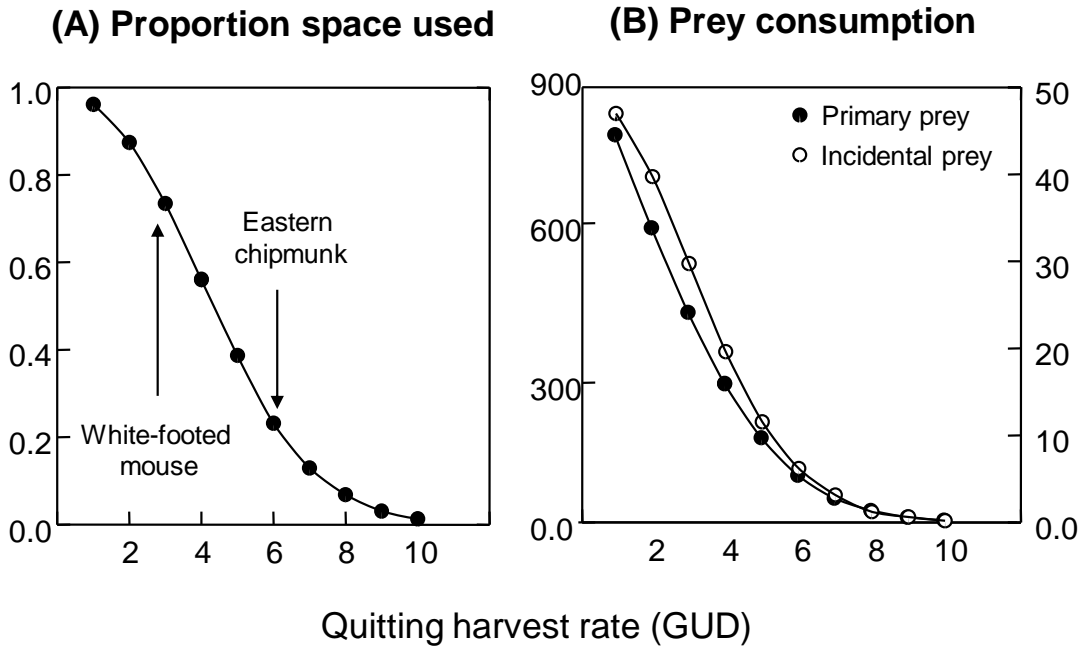 (A) Proportion space used
1.0
0.8
0.6
0.4
0.2
0.0
2 4 6 8 10
Eastern
chipmunk
White-footed
mouse
(B) Prey consumption
900
600
300
0.0
Primary prey
Incidental prey
50
40
30
20
10
0.0
2 4 6 8 10
Quitting harvest rate (GUD)